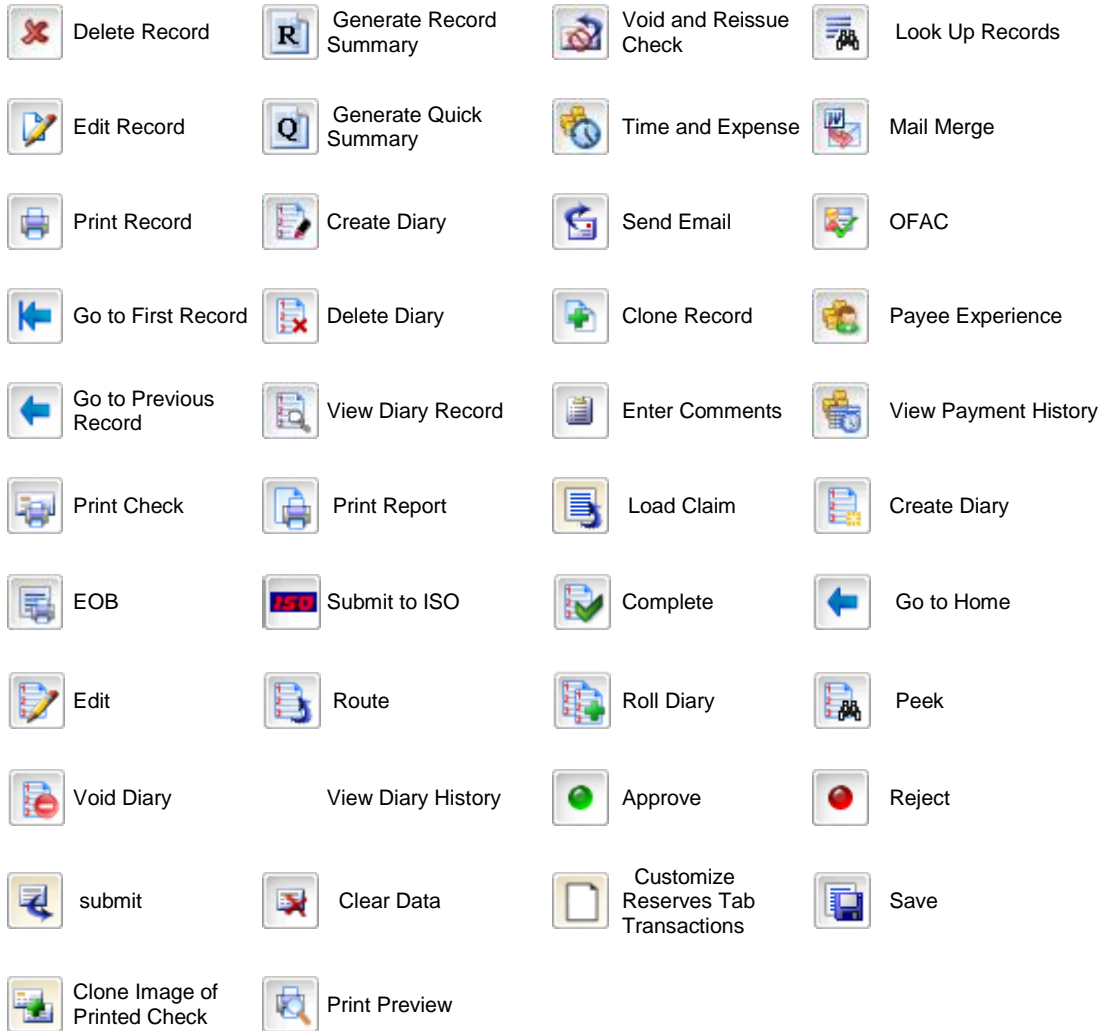 Delete Record
R
Generate Record
Summary
Void and Reissue
Check
Look Up Records
Edit Record
Q
Generate Quick
Summary
Time and Expense
W
Mail Merge
Print Record
Create Diary
Send Email
OFAC
Go to First Record
Delete Diary
Clone Record
Payee Experience
Go to Previous
Record
View Diary Record
Enter Comments
View Payment History
Print Check
Print Report
Load Claim
Create Diary
EOB
ISO
Submit to ISO
Complete
Go to Home
Edit
Route
Roll Diary
Peek
Void Diary
View Diary History
Approve
Reject
submit
Clear Data
Customize
Reserves Tab
Transactions
Save
Clone Image of
Printed Check
Print Preview